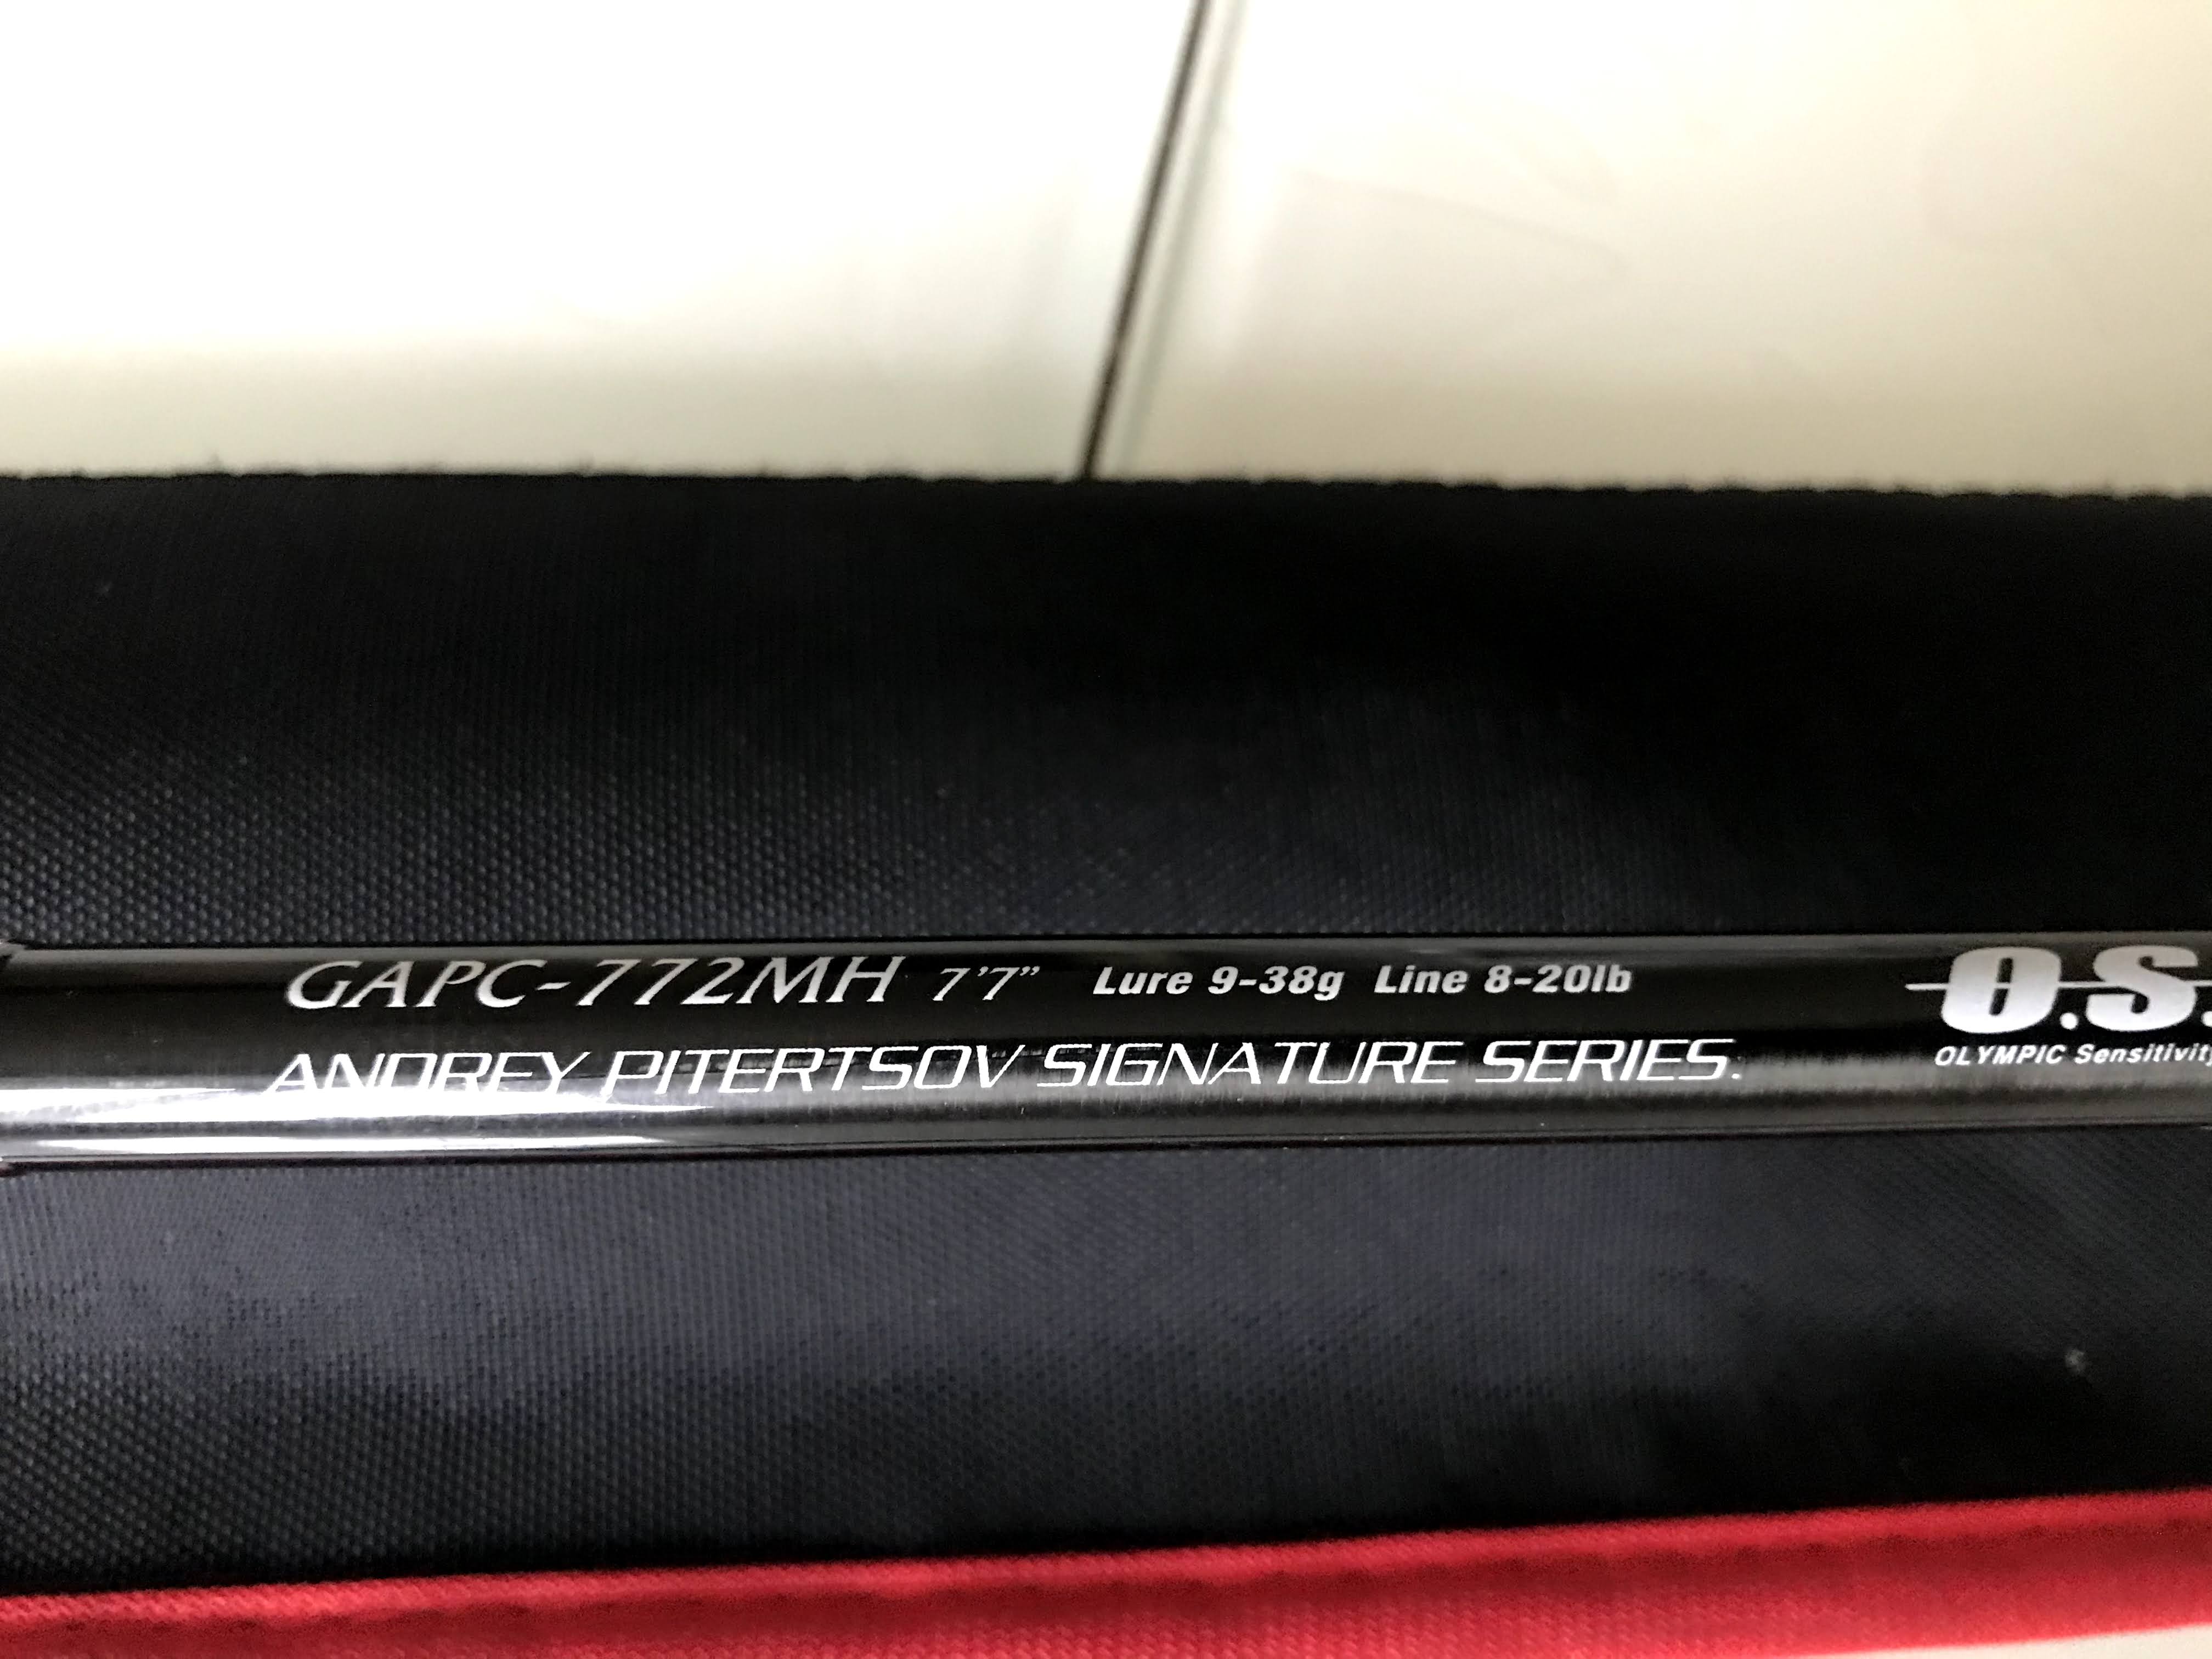 GAPC-772MH 7'7" Lure 9-38g Line 8-20lb
ANDREY PITERTSOV SIGNATURE SERIES.
O.S.
OLYMPIC Sensitivity